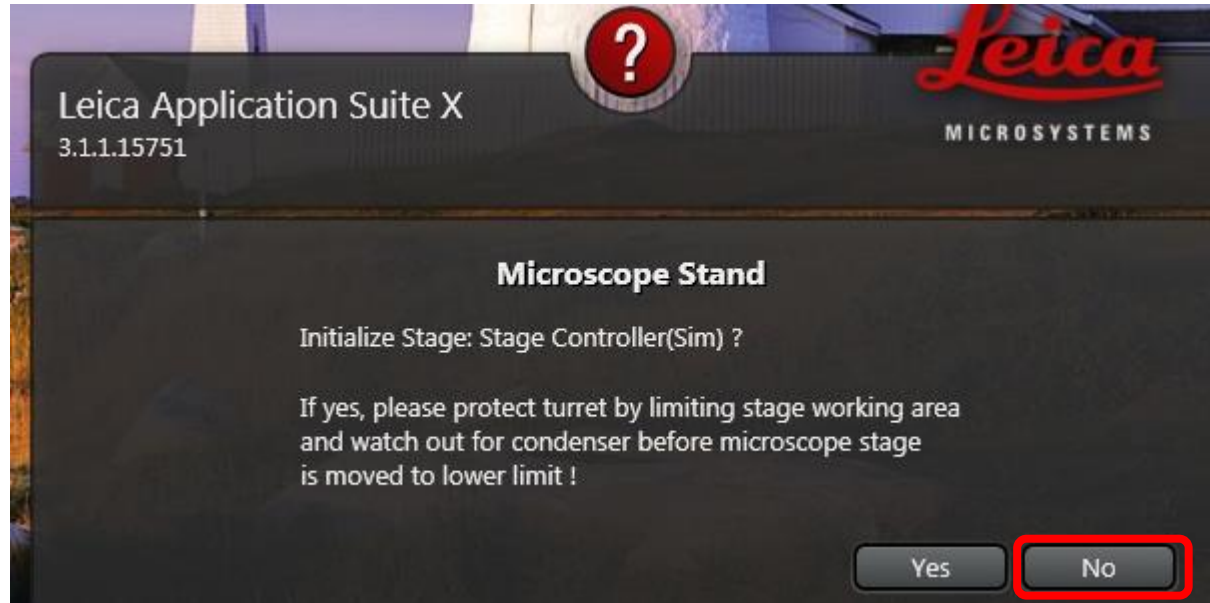 ?
Leica
MICROSYSTEMS
Leica Application Suite X
3.1.1.15751
Microscope Stand
Initialize Stage: Stage Controller(Sim) ?
If yes, please protect turret by limiting stage working area
and watch out for condenser before microscope stage
is moved to lower limit !
Yes No